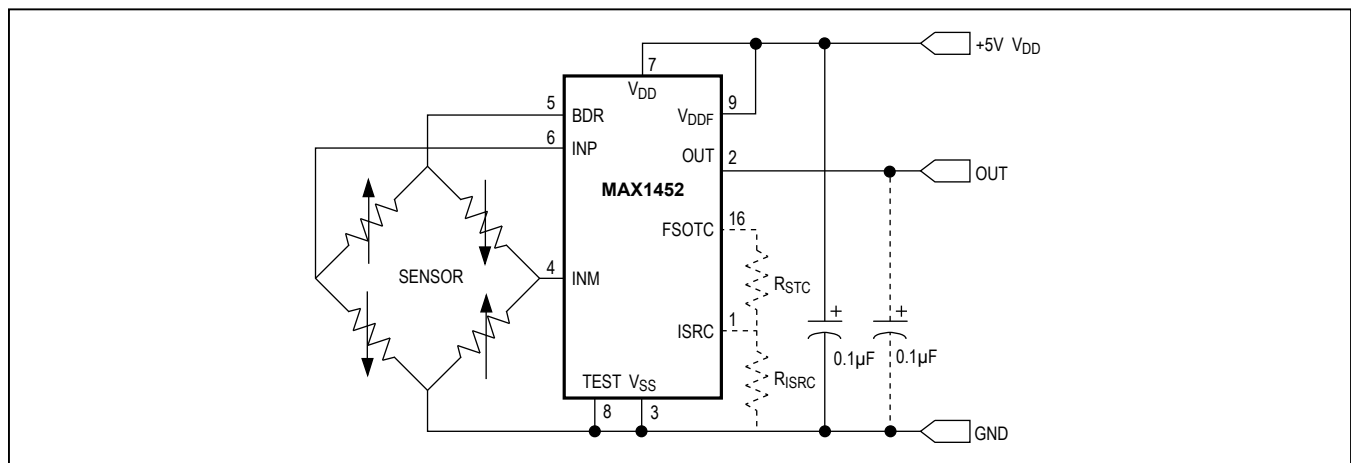 +5V VDD
7
VDD
5
BDR
9
VDDF
6
INP
OUT
2
OUT
MAX1452
16
FSOTC
SENSOR
4
INM
RSTC
1
ISRC
+
+
0.1µF
0.1µF
RISRC
TEST VSS
8
3
GND